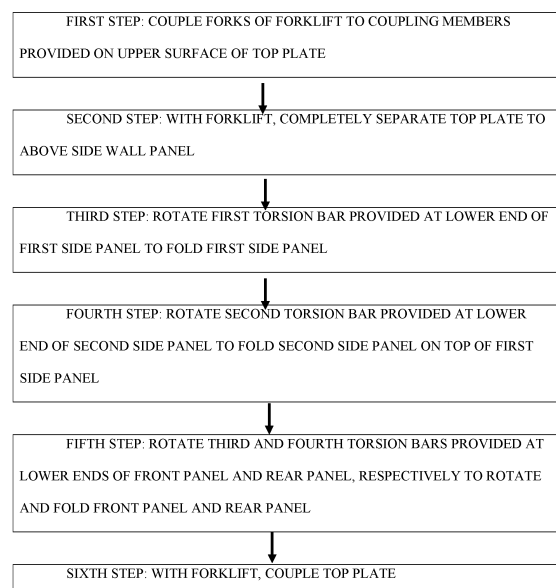 FIRST STEP: COUPLE FORKS OF FORKLIFT TO COUPLING MEMBERS
PROVIDED ON UPPER SURFACE OF TOP PLATE
SECOND STEP: WITH FORKLIFT, COMPLETELY SEPARATE TOP PLATE TO
ABOVE SIDE WALL PANEL
THIRD STEP: ROTATE FIRST TORSION BAR PROVIDED AT LOWER END OF
FIRST SIDE PANEL TO FOLD FIRST SIDE PANEL
FOURTH STEP: ROTATE SECOND TORSION BAR PROVIDED AT LOWER
END OF SECOND SIDE PANEL TO FOLD SECOND SIDE PANEL ON TOP OF FIRST
SIDE PANEL
FIFTH STEP: ROTATE THIRD AND FOURTH TORSION BARS PROVIDED AT
LOWER ENDS OF FRONT PANEL AND REAR PANEL, RESPECTIVELY TO ROTATE
AND FOLD FRONT PANEL AND REAR PANEL
SIXTH STEP: WITH FORKLIFT, COUPLE TOP PLATE